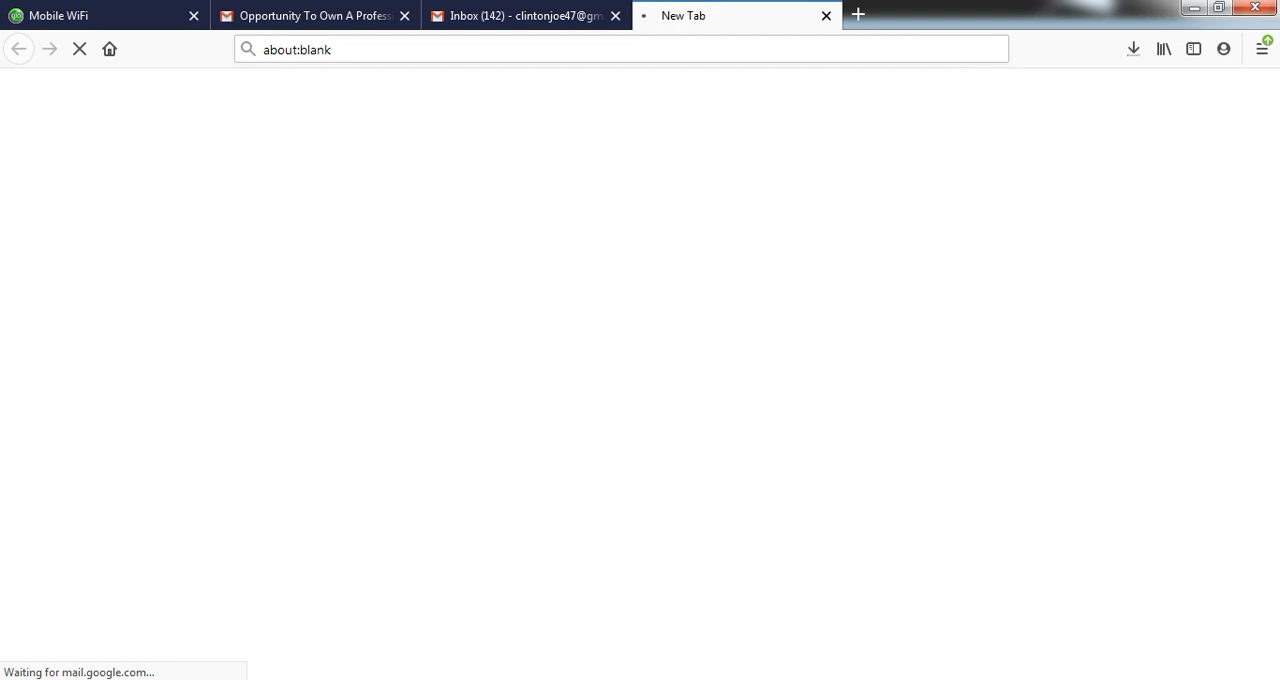 Mobile WiFi
Opportunity To Own A Profess
Inbox (142) - clintonjoe47@gm
New Tab
about:blank
Waiting for mail.google.com...